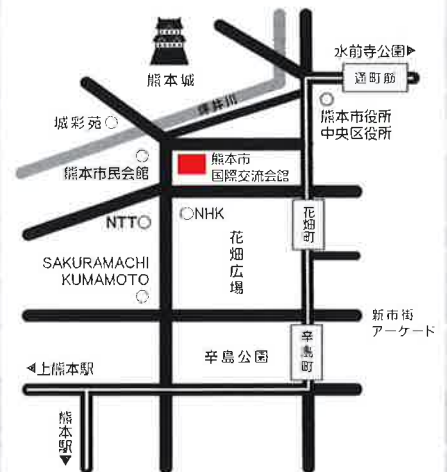 水前寺公園▶
通町筋
熊本城
坪井川
城彩苑○
熊本市役所
中央区役所
熊本市民会館
熊本市
国際交流会館
NTT○
○NHK
花畑町
花畑広場
SAKURAMACHI
KUMAMOTO
新市街
アーケード
辛島町
辛島公園
◀上熊本駅
熊本駅▼